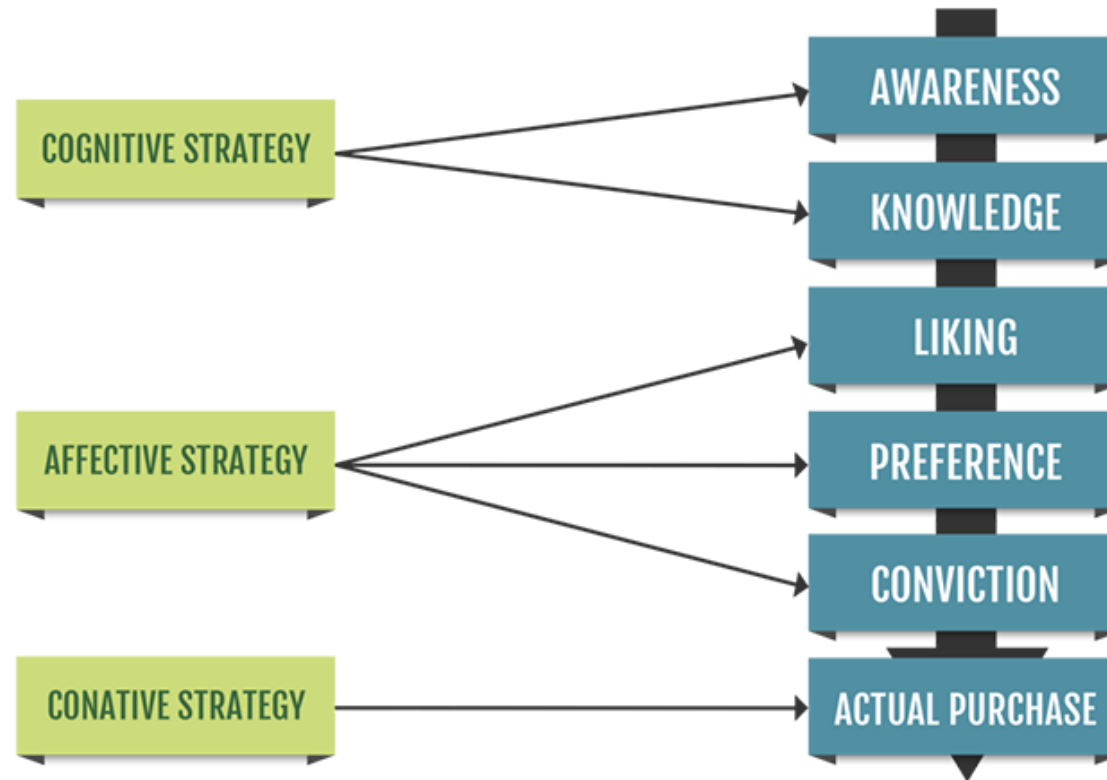 COGNITIVE STRATEGY
AWARENESS
KNOWLEDGE
AFFECTIVE STRATEGY
LIKING
PREFERENCE
CONVICTION
CONATIVE STRATEGY
ACTUAL PURCHASE